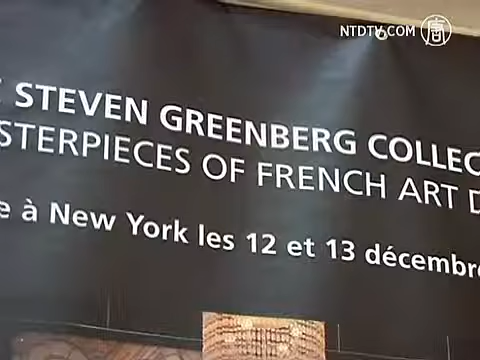 NTDTV.COM
E STEVEN GREENBERG COLLEC
STERPIECES OF FRENCH ART D
e à New York les 12 et 13 décembre